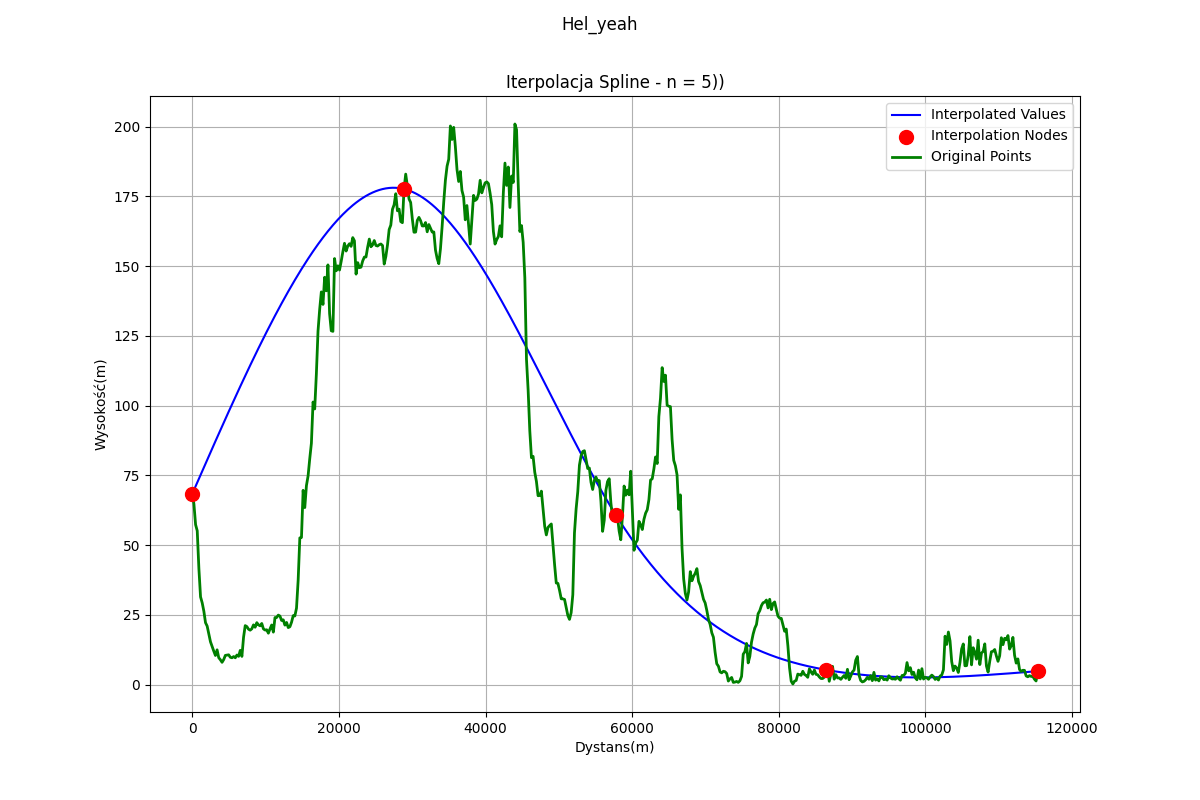 Hel_yeah
Iterpolacja Spline - n = 5))
Interpolated Values
Interpolation Nodes
Original Points
Wysokość(m)
200
175
150
125
100
75
50
25
0
0 20000 40000 60000 80000 100000 120000
Dystans(m)